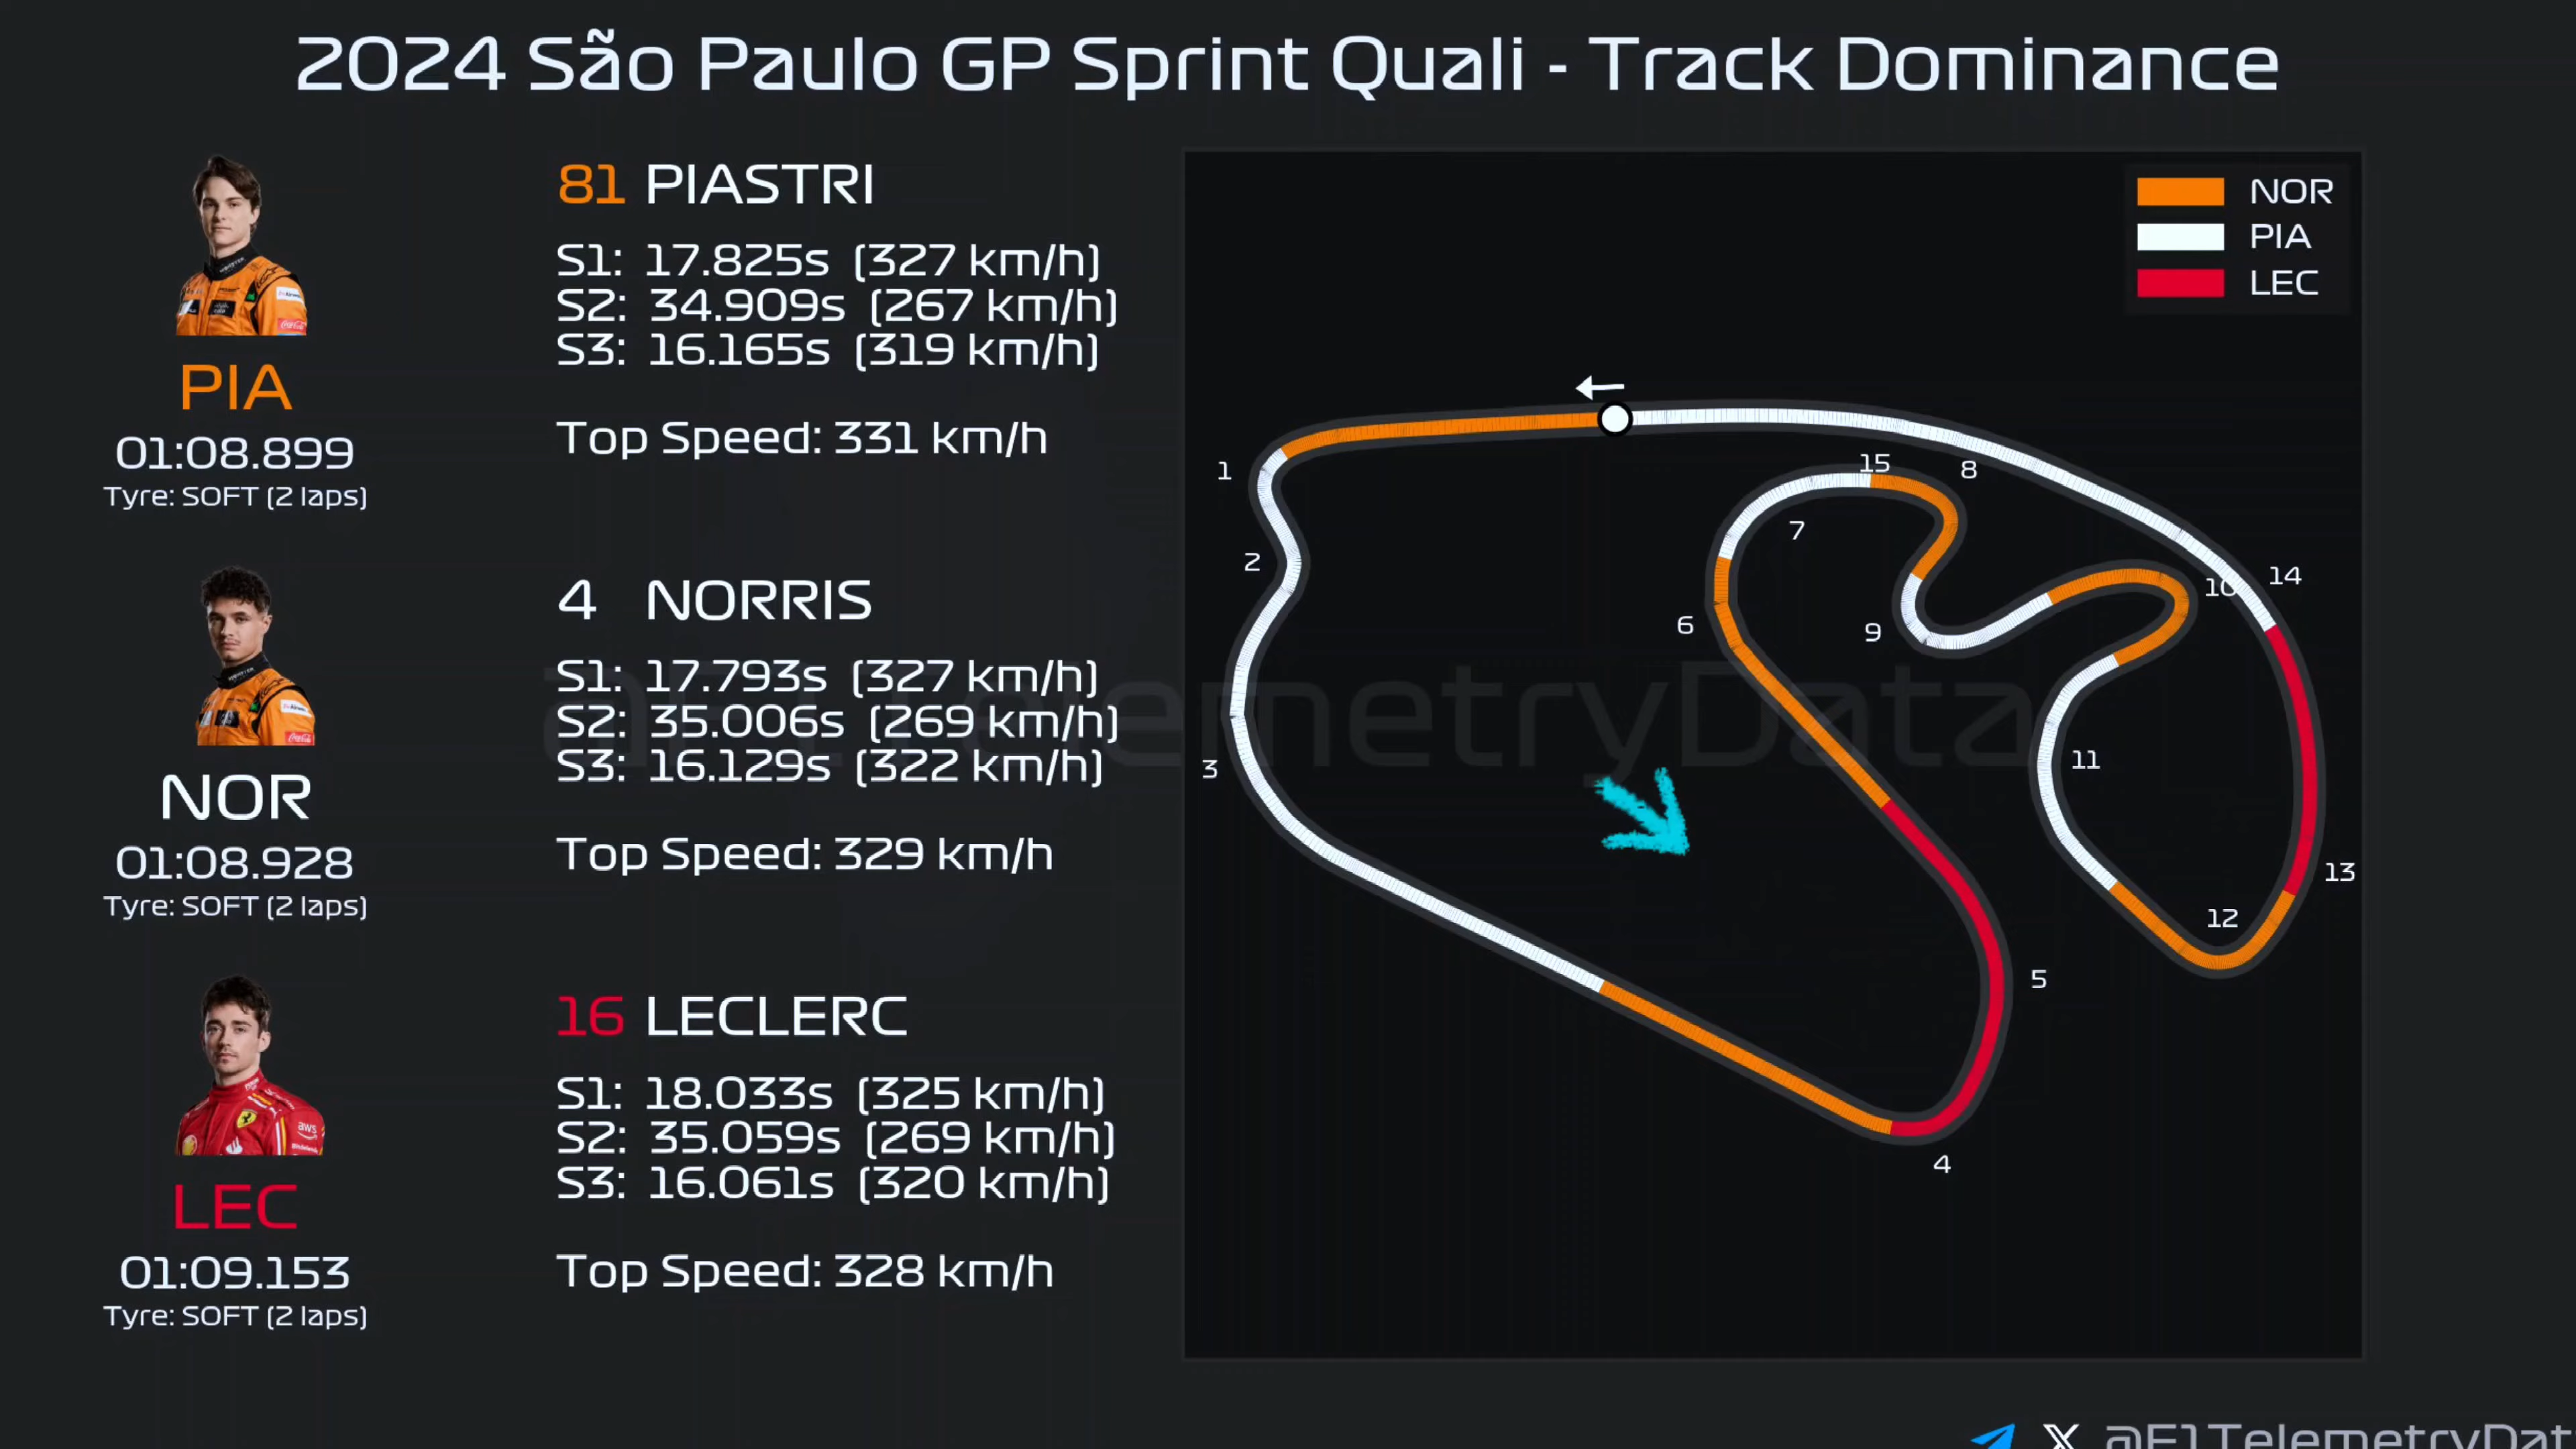 2024 São Paulo GP Sprint Quali - Track Dominance
PIA
01:08.899
Tyre: SOFT (2 laps)
81 PIASTRI
S1: 17.825s (327 km/h)
S2: 34.909s (267 km/h)
S3: 16.165s (319 km/h)
Top Speed: 331 km/h
NOR
01:08.928
Tyre: SOFT (2 laps)
4 NORRIS
S1: 17.793s (327 km/h)
S2: 35.006s (269 km/h)
S3: 16.129s (322 km/h)
Top Speed: 329 km/h
LEC
01:09.153
Tyre: SOFT (2 laps)
16 LECLERC
S1: 18.033s (325 km/h)
S2: 35.059s (269 km/h)
S3: 16.061s (320 km/h)
Top Speed: 328 km/h
NOR
PIA
LEC
1
2
3
4
5
6
7
8
9
10
11
12
13
14
15
aws
@F1TelemetryDat